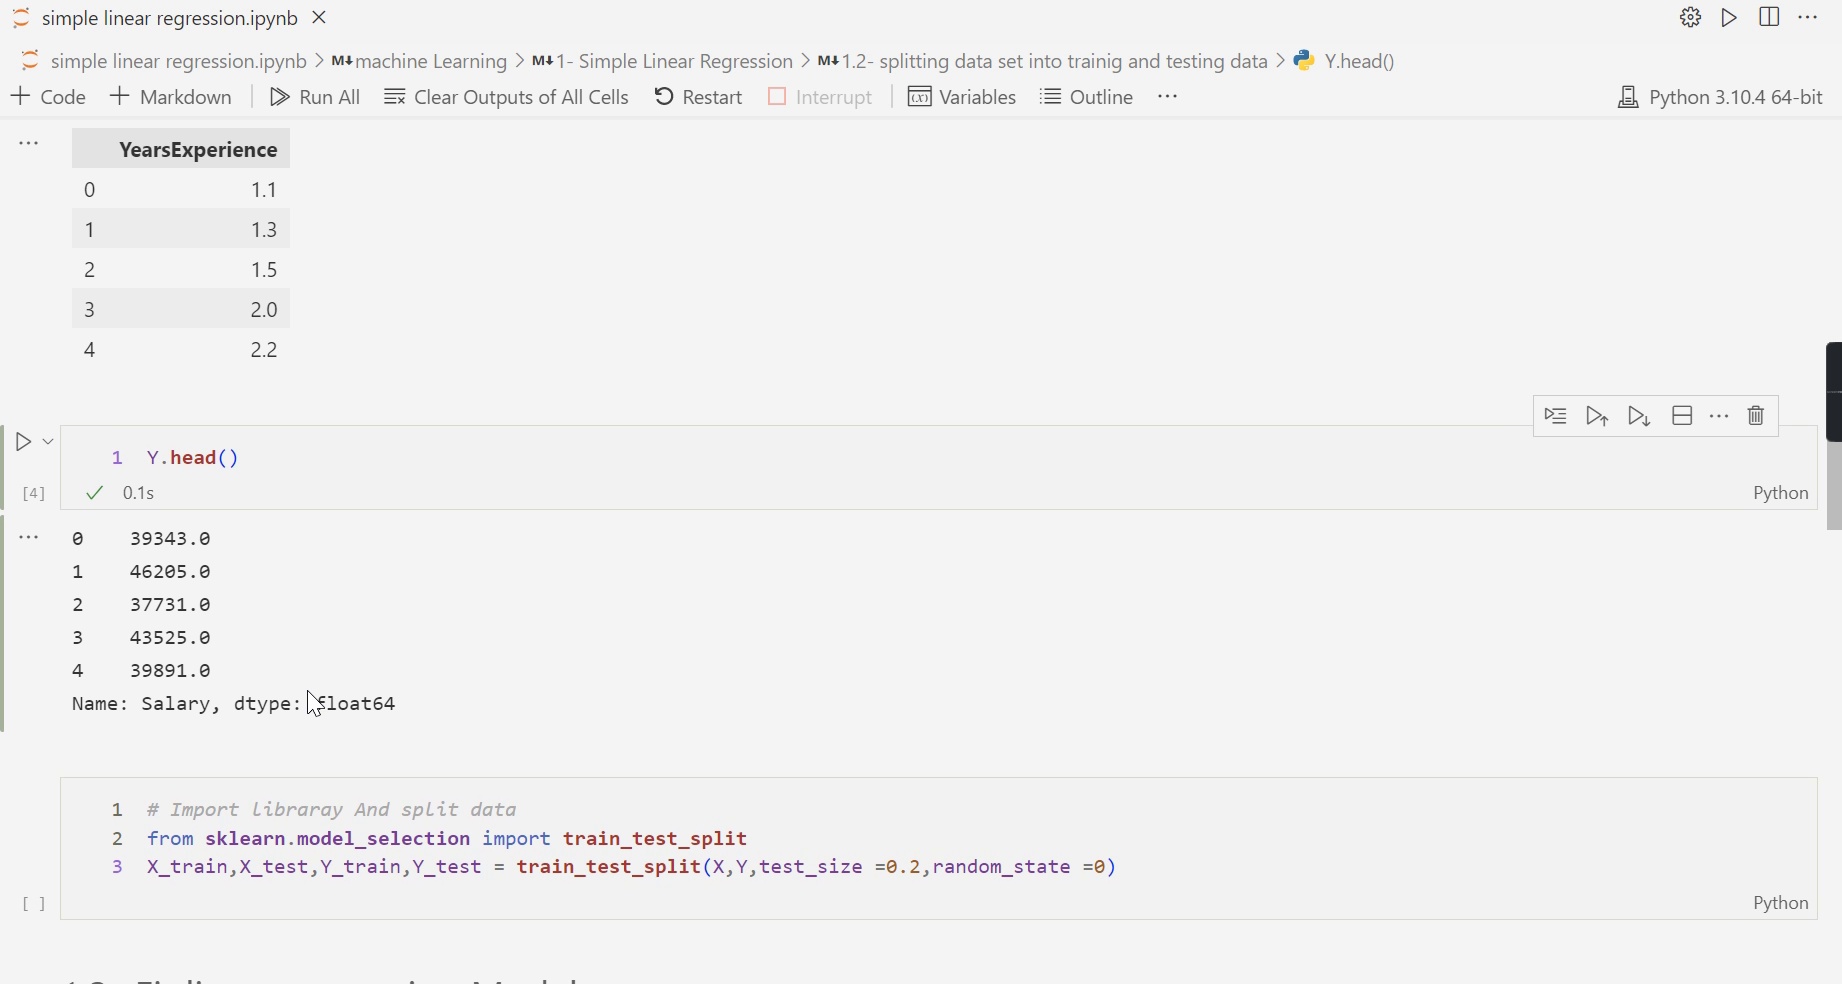 simple linear regression.ipynb
simple linear regression.ipynb > M↓ machine Learning > M↓ 1- Simple Linear Regression > M↓ 1.2- splitting data set into trainig and testing data > Y.head()
+ Code + Markdown Run All Clear Outputs of All Cells Restart Interrupt Variables Outline ... Python 3.10.4 64-bit
YearsExperience
0 1.1
1 1.3
2 1.5
3 2.0
4 2.2
1 Y.head()
[4] 0.1s Python
0 39343.0
1 46205.0
2 37731.0
3 43525.0
4 39891.0
Name: Salary, dtype: float64
1 # Import libraray And split data
2 from sklearn.model_selection import train_test_split
3 X_train,X_test,Y_train,Y_test = train_test_split(X,Y,test_size =0.2,random_state =0)
[ ] Python